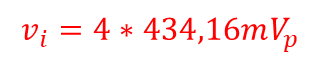 v_i = 4 * 434,16mV_p